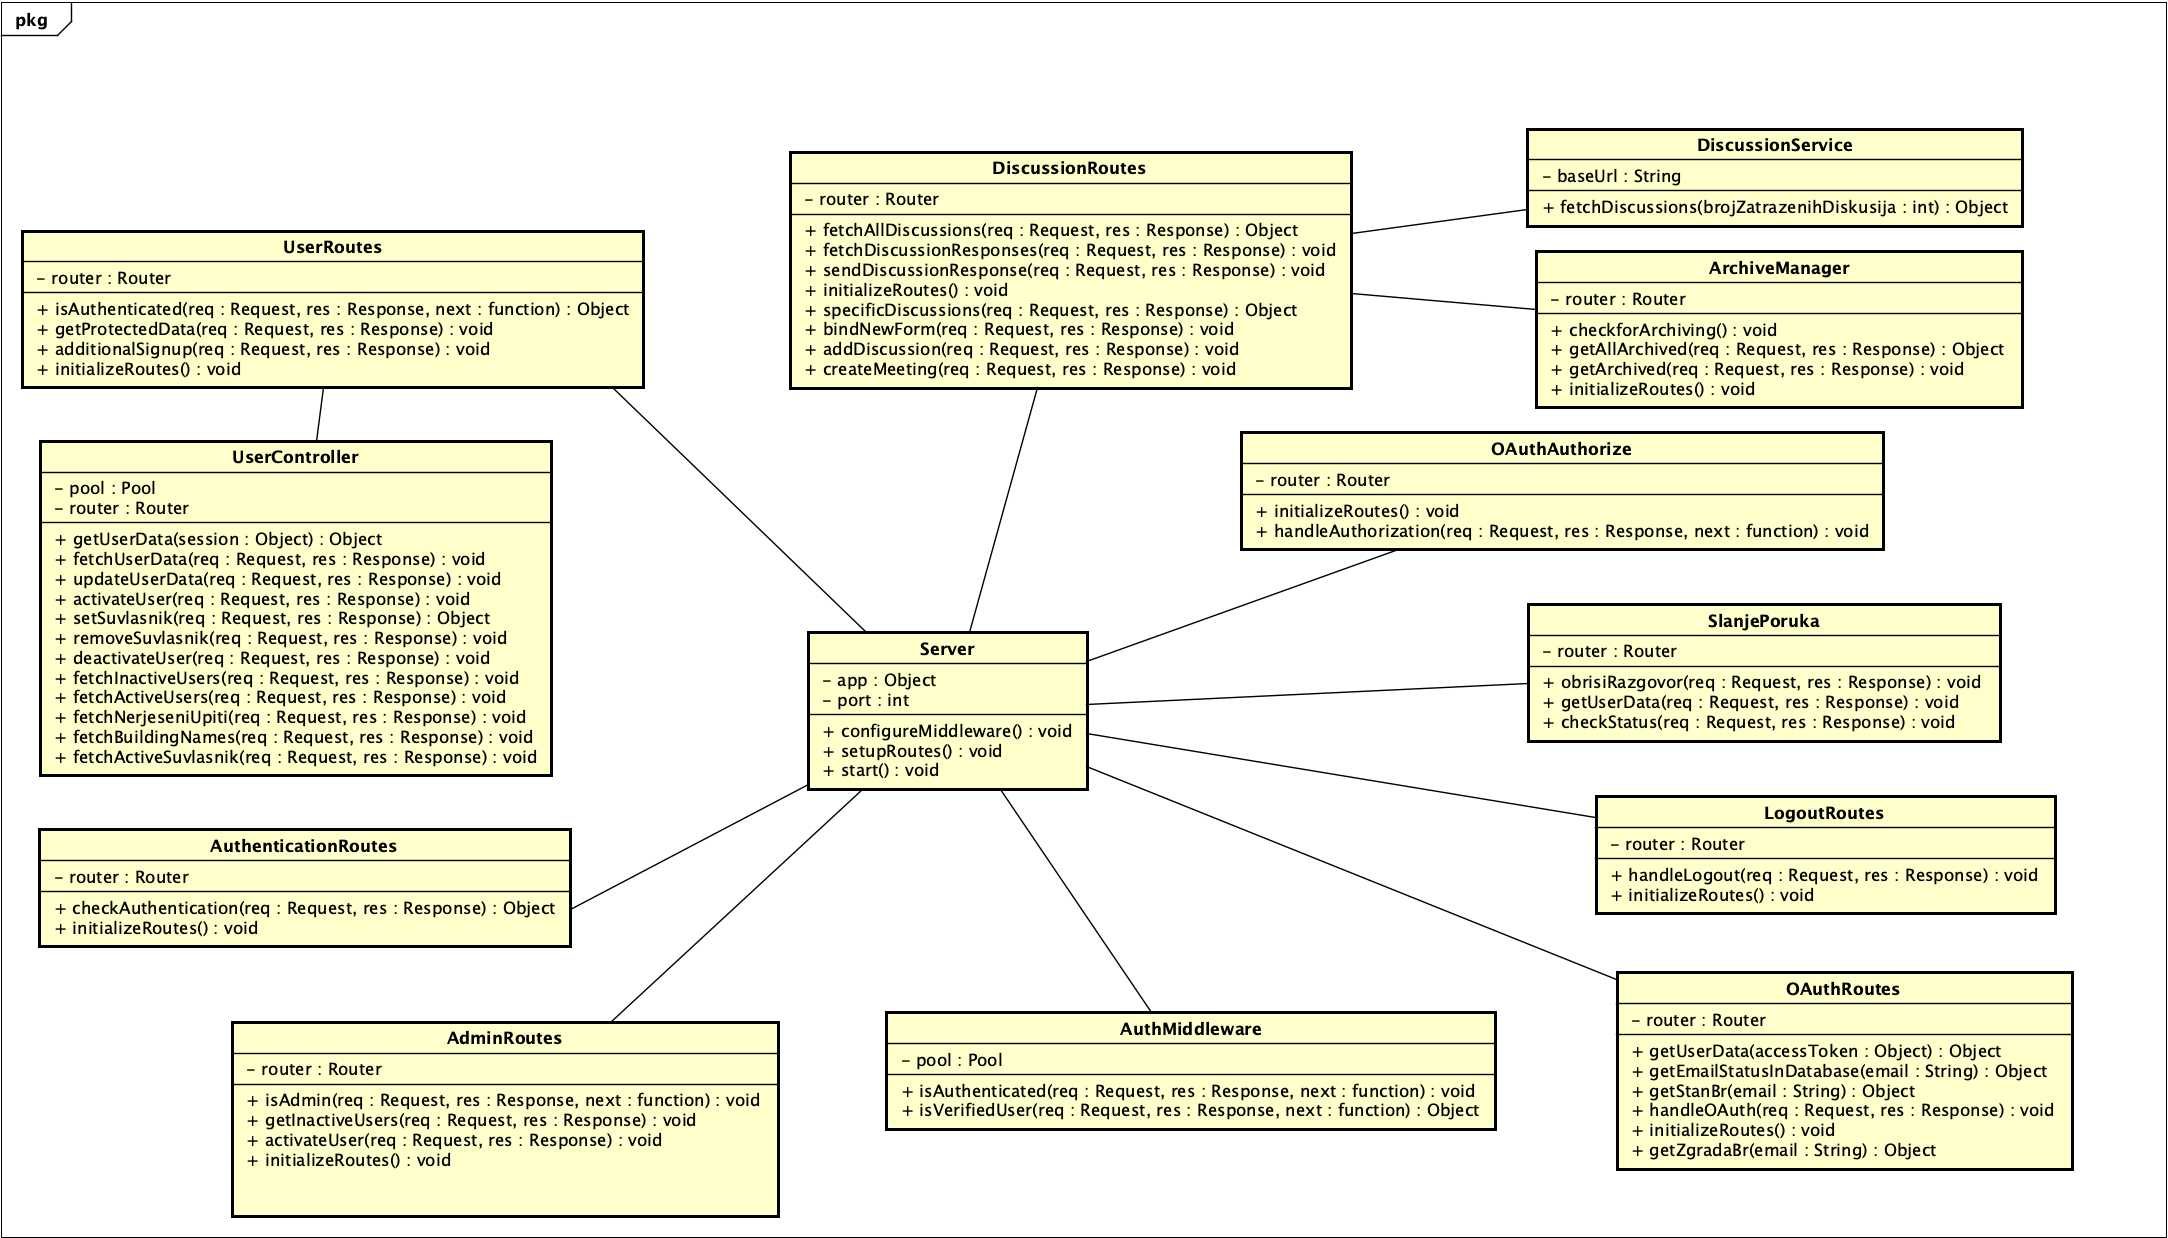 pkg
DiscussionService
– baseUrl : String
+ fetchDiscussions(brojZatrazenihDiskusija : int) : Object
DiscussionRoutes
– router : Router
+ fetchAllDiscussions(req : Request, res : Response) : Object
+ fetchDiscussionResponses(req : Request, res : Response) : void
+ sendDiscussionResponse(req : Request, res : Response) : void
+ initializeRoutes() : void
+ specificDiscussions(req : Request, res : Response) : Object
+ bindNewForm(req : Request, res : Response) : void
+ addDiscussion(req : Request, res : Response) : void
+ createMeeting(req : Request, res : Response) : void
UserRoutes
– router : Router
+ isAuthenticated(req : Request, res : Response, next : function) : Object
+ getProtectedData(req : Request, res : Response) : void
+ additionalSignup(req : Request, res : Response) : void
+ initializeRoutes() : void
ArchiveManager
– router : Router
+ checkforArchiving() : void
+ getAllArchived(req : Request, res : Response) : Object
+ getArchived(req : Request, res : Response) : void
+ initializeRoutes() : void
OAuthAuthorize
– router : Router
+ initializeRoutes() : void
+ handleAuthorization(req : Request, res : Response, next : function) : void
UserController
– pool : Pool
– router : Router
+ getUserData(session : Object) : Object
+ fetchUserData(req : Request, res : Response) : void
+ updateUserData(req : Request, res : Response) : void
+ activateUser(req : Request, res : Response) : void
+ setSuvlasnik(req : Request, res : Response) : Object
+ removeSuvlasnik(req : Request, res : Response) : void
+ deactivateUser(req : Request, res : Response) : void
+ fetchInactiveUsers(req : Request, res : Response) : void
+ fetchActiveUsers(req : Request, res : Response) : void
+ fetchNerjeseniUpiti(req : Request, res : Response) : void
+ fetchBuildingNames(req : Request, res : Response) : void
+ fetchActiveSuvlasnik(req : Request, res : Response) : void
SlanjePoruka
– router : Router
+ obrisiRazgovor(req : Request, res : Response) : void
+ getUserData(req : Request, res : Response) : void
+ checkStatus(req : Request, res : Response) : void
Server
– app : Object
– port : int
+ configureMiddleware() : void
+ setupRoutes() : void
+ start() : void
LogoutRoutes
– router : Router
+ handleLogout(req : Request, res : Response) : void
+ initializeRoutes() : void
AuthenticationRoutes
– router : Router
+ checkAuthentication(req : Request, res : Response) : Object
+ initializeRoutes() : void
OAuthRoutes
– router : Router
+ getUserData(accessToken : Object) : Object
+ getEmailStatusInDatabase(email : String) : Object
+ getStanBr(email : String) : Object
+ handleOAuth(req : Request, res : Response) : void
+ initializeRoutes() : void
+ getZgradaBr(email : String) : Object
AuthMiddleware
– pool : Pool
+ isAuthenticated(req : Request, res : Response, next : function) : void
+ isVerifiedUser(req : Request, res : Response, next : function) : Object
AdminRoutes
– router : Router
+ isAdmin(req : Request, res : Response, next : function) : void
+ getInactiveUsers(req : Request, res : Response) : void
+ activateUser(req : Request, res : Response) : void
+ initializeRoutes() : void